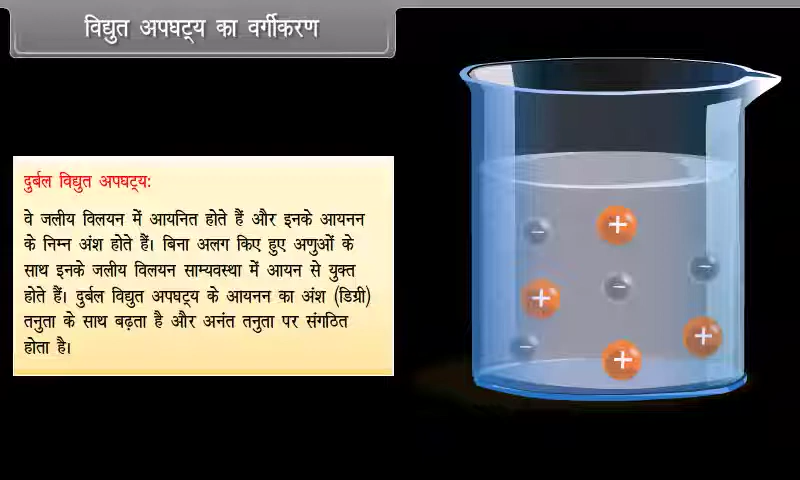 विद्युत अपघट्य का वर्गीकरण
दुर्बल विद्युत अपघट्य:
वे जलीय विलयन में आयनित होते हैं और इनके आयनन
के निम्न अंश होते हैं। बिना अलग किए हुए अणुओं के
साथ इनके जलीय विलयन साम्यवस्था में आयन से युक्त
होते हैं। दुर्बल विद्युत अपघट्य के आयनन का अंश (डिग्री)
तनुता के साथ बढ़ता है और अनंत तनुता पर संगठित
होता है।
− +
−
−
+
+
−
+